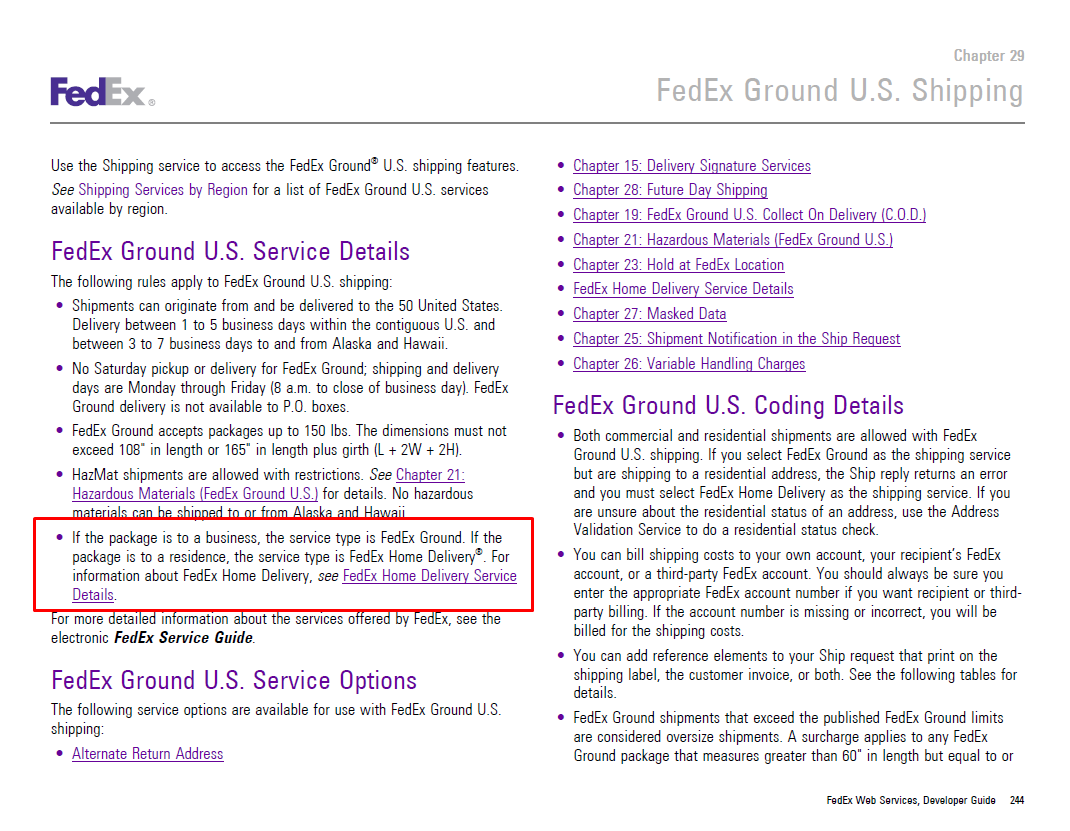 Chapter 29
FedEx®
FedEx Ground U.S. Shipping
Use the Shipping service to access the FedEx Ground® U.S. shipping features.
See Shipping Services by Region for a list of FedEx Ground U.S. services
available by region.
FedEx Ground U.S. Service Details
The following rules apply to FedEx Ground U.S. shipping:
• Shipments can originate from and be delivered to the 50 United States.
Delivery between 1 to 5 business days within the contiguous U.S. and
between 3 to 7 business days to and from Alaska and Hawaii.
• No Saturday pickup or delivery for FedEx Ground; shipping and delivery
days are Monday through Friday (8 a.m. to close of business day). FedEx
Ground delivery is not available to P.O. boxes.
• FedEx Ground accepts packages up to 150 lbs. The dimensions must not
exceed 108" in length or 165" in length plus girth (L + 2W + 2H).
• HazMat shipments are allowed with restrictions. See Chapter 21:
Hazardous Materials (FedEx Ground U.S.) for details. No hazardous
materials can be shipped to or from Alaska and Hawaii
• If the package is to a business, the service type is FedEx Ground. If the
package is to a residence, the service type is FedEx Home Delivery®. For
information about FedEx Home Delivery, see FedEx Home Delivery Service
Details.
For more detailed information about the services offered by FedEx, see the
electronic FedEx Service Guide.
FedEx Ground U.S. Service Options
The following service options are available for use with FedEx Ground U.S.
shipping:
• Alternate Return Address
• Chapter 15: Delivery Signature Services
• Chapter 28: Future Day Shipping
• Chapter 19: FedEx Ground U.S. Collect On Delivery (C.O.D.)
• Chapter 21: Hazardous Materials (FedEx Ground U.S.)
• Chapter 23: Hold at FedEx Location
• FedEx Home Delivery Service Details
• Chapter 27: Masked Data
• Chapter 25: Shipment Notification in the Ship Request
• Chapter 26: Variable Handling Charges
FedEx Ground U.S. Coding Details
• Both commercial and residential shipments are allowed with FedEx
Ground U.S. shipping. If you select FedEx Ground as the shipping service
but are shipping to a residential address, the Ship reply returns an error
and you must select FedEx Home Delivery as the shipping service. If you
are unsure about the residential status of an address, use the Address
Validation Service to do a residential status check.
• You can bill shipping costs to your own account, your recipient's FedEx
account, or a third-party FedEx account. You should always be sure you
enter the appropriate FedEx account number if you want recipient or third-
party billing. If the account number is missing or incorrect, you will be
billed for the shipping costs.
• You can add reference elements to your Ship request that print on the
shipping label, the customer invoice, or both. See the following tables for
details.
• FedEx Ground shipments that exceed the published FedEx Ground limits
are considered oversize shipments. A surcharge applies to any FedEx
Ground package that measures greater than 60" in length but equal to or
FedEx Web Services, Developer Guide 244